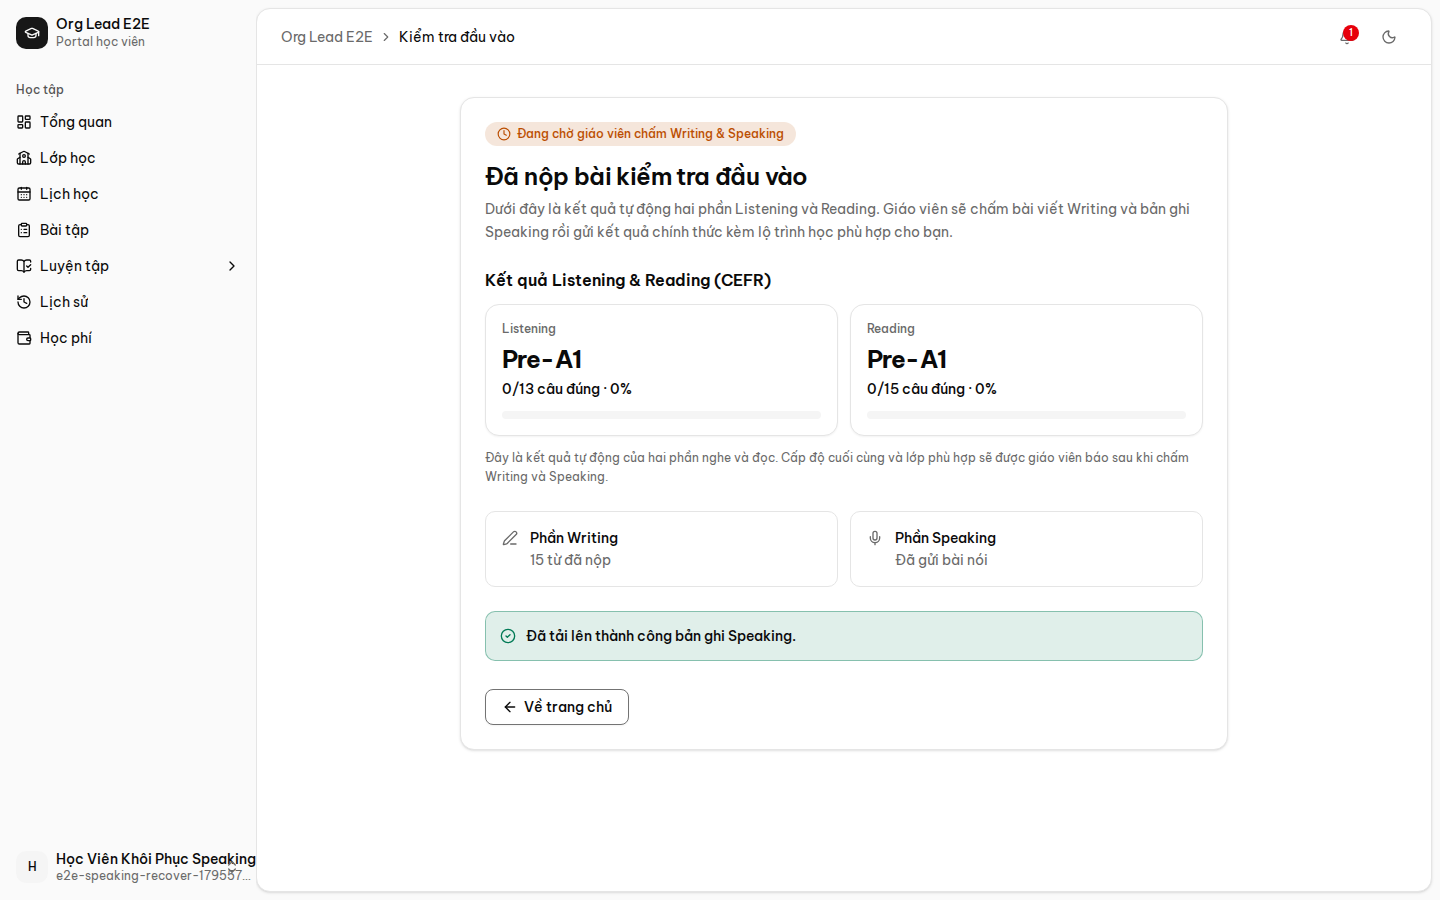 Org Lead E2E
Portal học viên
Học tập
Tổng quan
Lớp học
Lịch học
Bài tập
Luyện tập
Lịch sử
Học phí
Học Viên Khôi Phục Speaking
e2e-speaking-recover-179557...
Org Lead E2E > Kiểm tra đầu vào
1
Đang chờ giáo viên chấm Writing & Speaking
Đã nộp bài kiểm tra đầu vào
Dưới đây là kết quả tự động hai phần Listening và Reading. Giáo viên sẽ chấm bài viết Writing và bản ghi
Speaking rồi gửi kết quả chính thức kèm lộ trình học phù hợp cho bạn.
Kết quả Listening & Reading (CEFR)
Listening
Pre-A1
0/13 câu đúng · 0%
Reading
Pre-A1
0/15 câu đúng · 0%
Đây là kết quả tự động của hai phần nghe và đọc. Cấp độ cuối cùng và lớp phù hợp sẽ được giáo viên báo sau khi chấm
Writing và Speaking.
Phần Writing
15 từ đã nộp
Phần Speaking
Đã gửi bài nói
Đã tải lên thành công bản ghi Speaking.
Về trang chủ
H